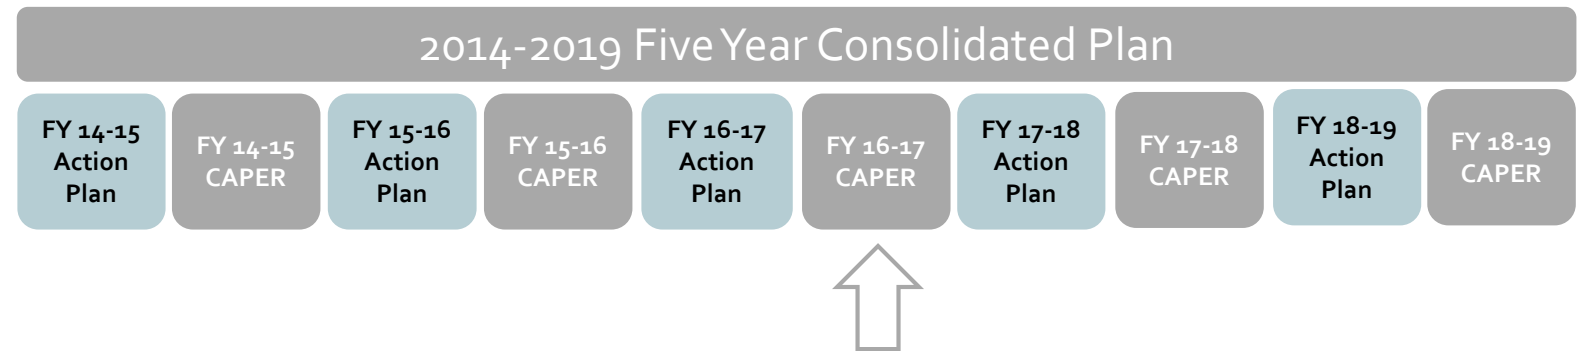 2014-2019 Five Year Consolidated Plan
FY 14-15
Action
Plan
FY 14-15
CAPER
FY 15-16
Action
Plan
FY 15-16
CAPER
FY 16-17
Action
Plan
FY 16-17
CAPER
FY 17-18
Action
Plan
FY 17-18
CAPER
FY 18-19
Action
Plan
FY 18-19
CAPER